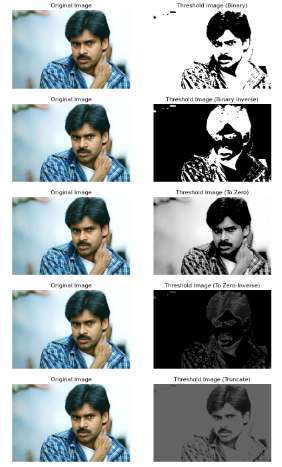 Original Image
Threshold Image (Binary)
Original Image
Threshold Image (Binary Inverse)
Original Image
Threshold Image (To Zero)
Original Image
Threshold Image (To Zero-Inverse)
Original Image
Threshold Image (Truncate)